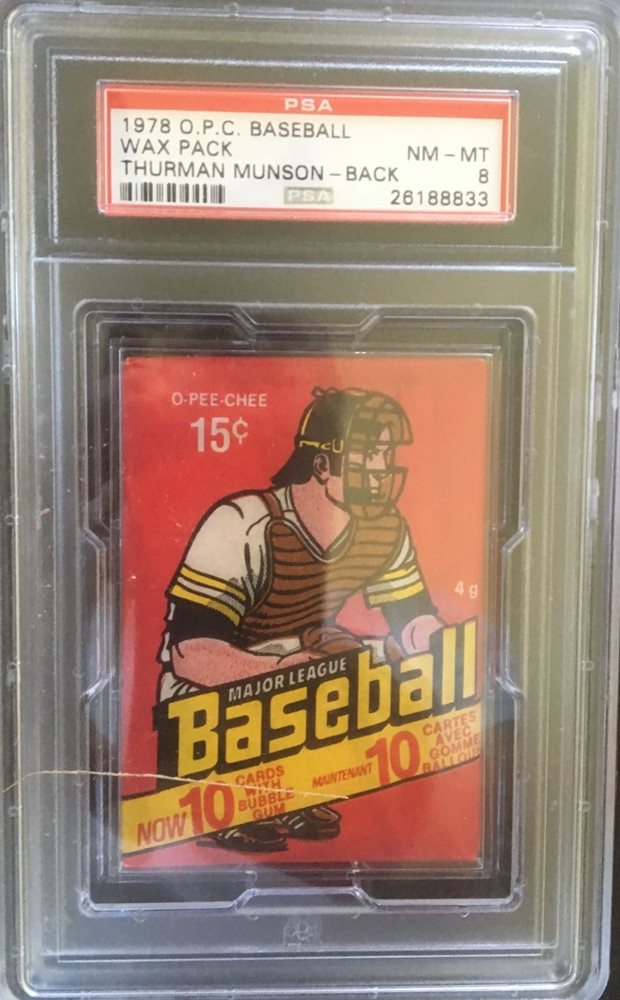 PSA
1978 O.P.C. BASEBALL
WAX PACK NM - MT
THURMAN MUNSON - BACK 8
PSA 26188833
O-PEE-CHEE
15¢
4 g
MAJOR LEAGUE
Baseball
NOW 10 CARDS WITH BUBBLE GUM
MAINTENANT 10 CARTES AVEC GOMME BALLOUNE